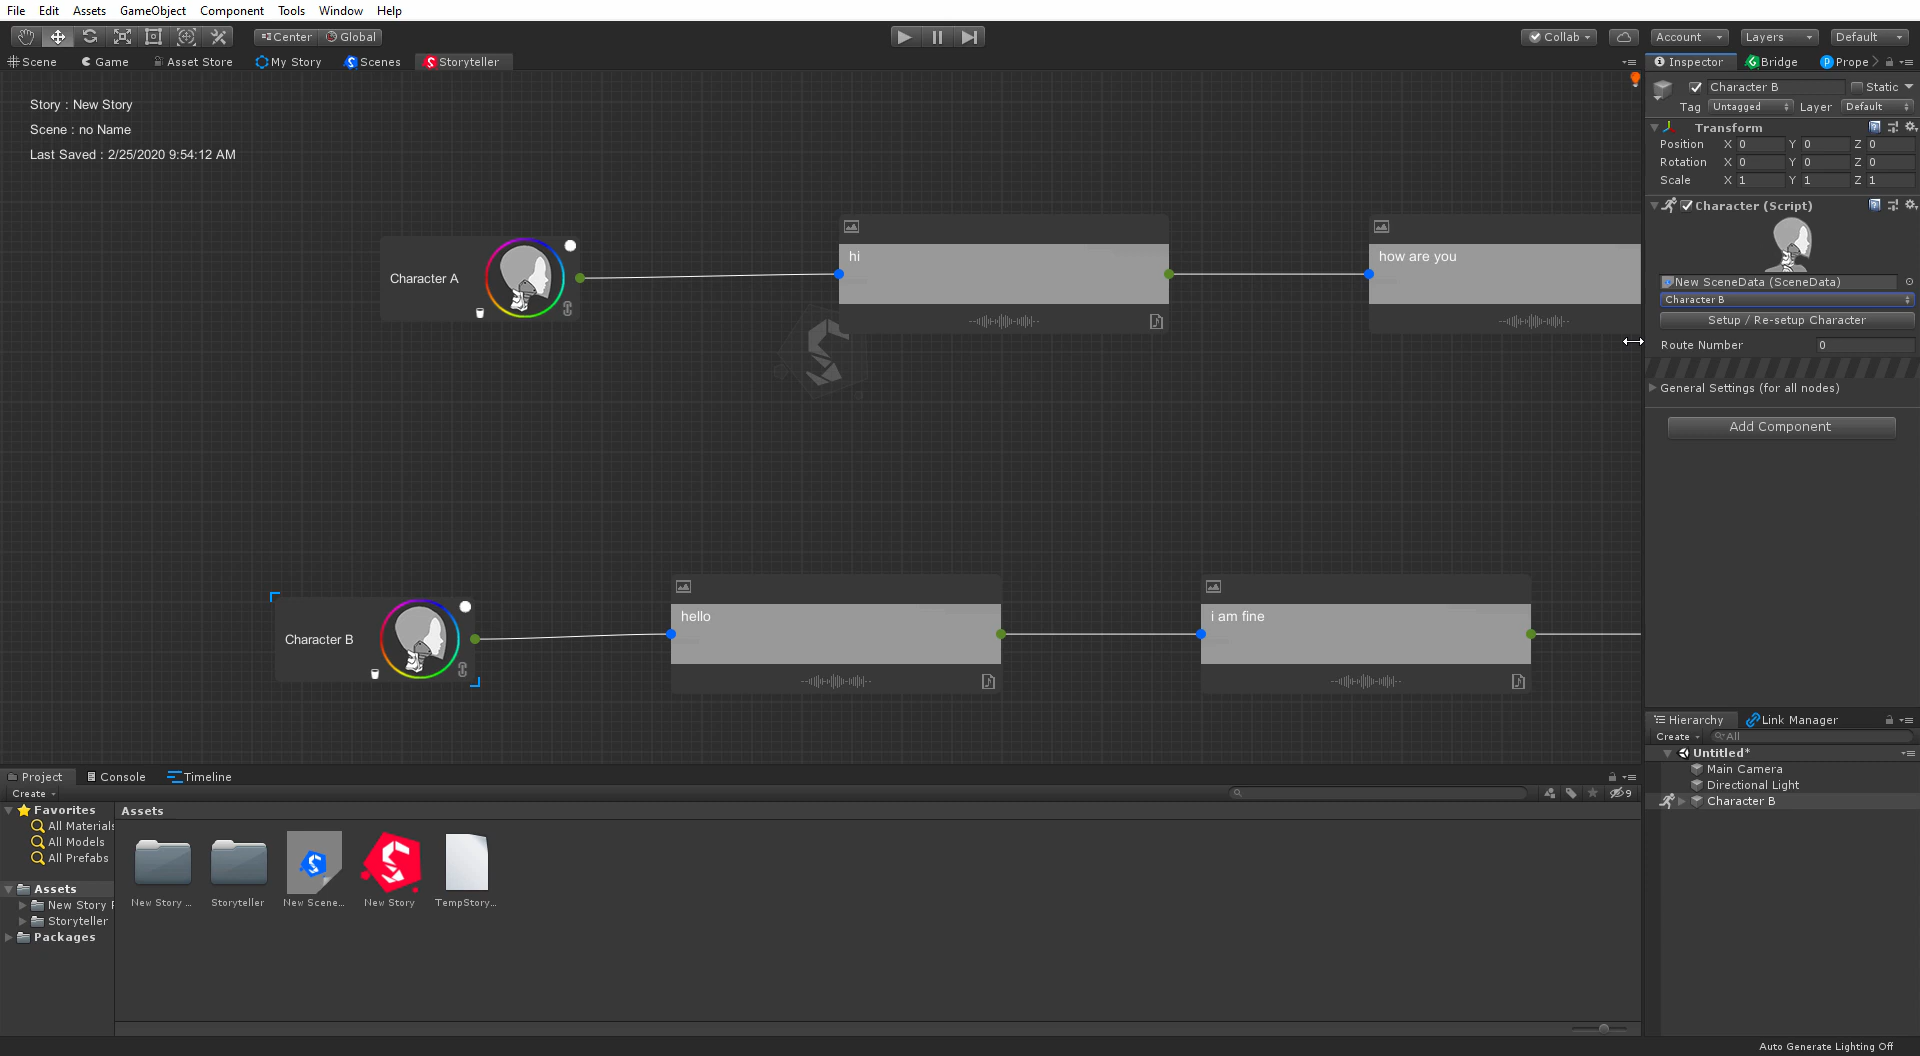 File Edit Assets GameObject Component Tools Window Help
Center Global
Collab Account Layers Default
Scene Game Asset Store My Story Scenes Storyteller
Inspector Bridge Prope
Story : New Story
Scene : no Name
Last Saved : 2/25/2020 9:54:12 AM
Character A
hi
how are you
Character B
hello
i am fine
Character B Static
Tag Untagged Layer Default
Transform
Position X 0 Y 0 Z 0
Rotation X 0 Y 0 Z 0
Scale X 1 Y 1 Z 1
Character (Script)
New SceneData (SceneData)
Character B
Setup / Re-setup Character
Route Number 0
General Settings (for all nodes)
Add Component
Hierarchy Link Manager
Create All
Untitled*
Main Camera
Directional Light
Character B
Project Console Timeline
Create
9
Favorites
All Materials
All Models
All Prefabs
Assets
New Story F
Storyteller
Packages
Assets
New Story ...
Storyteller
New Scene...
New Story
TempStory...
Auto Generate Lighting Off